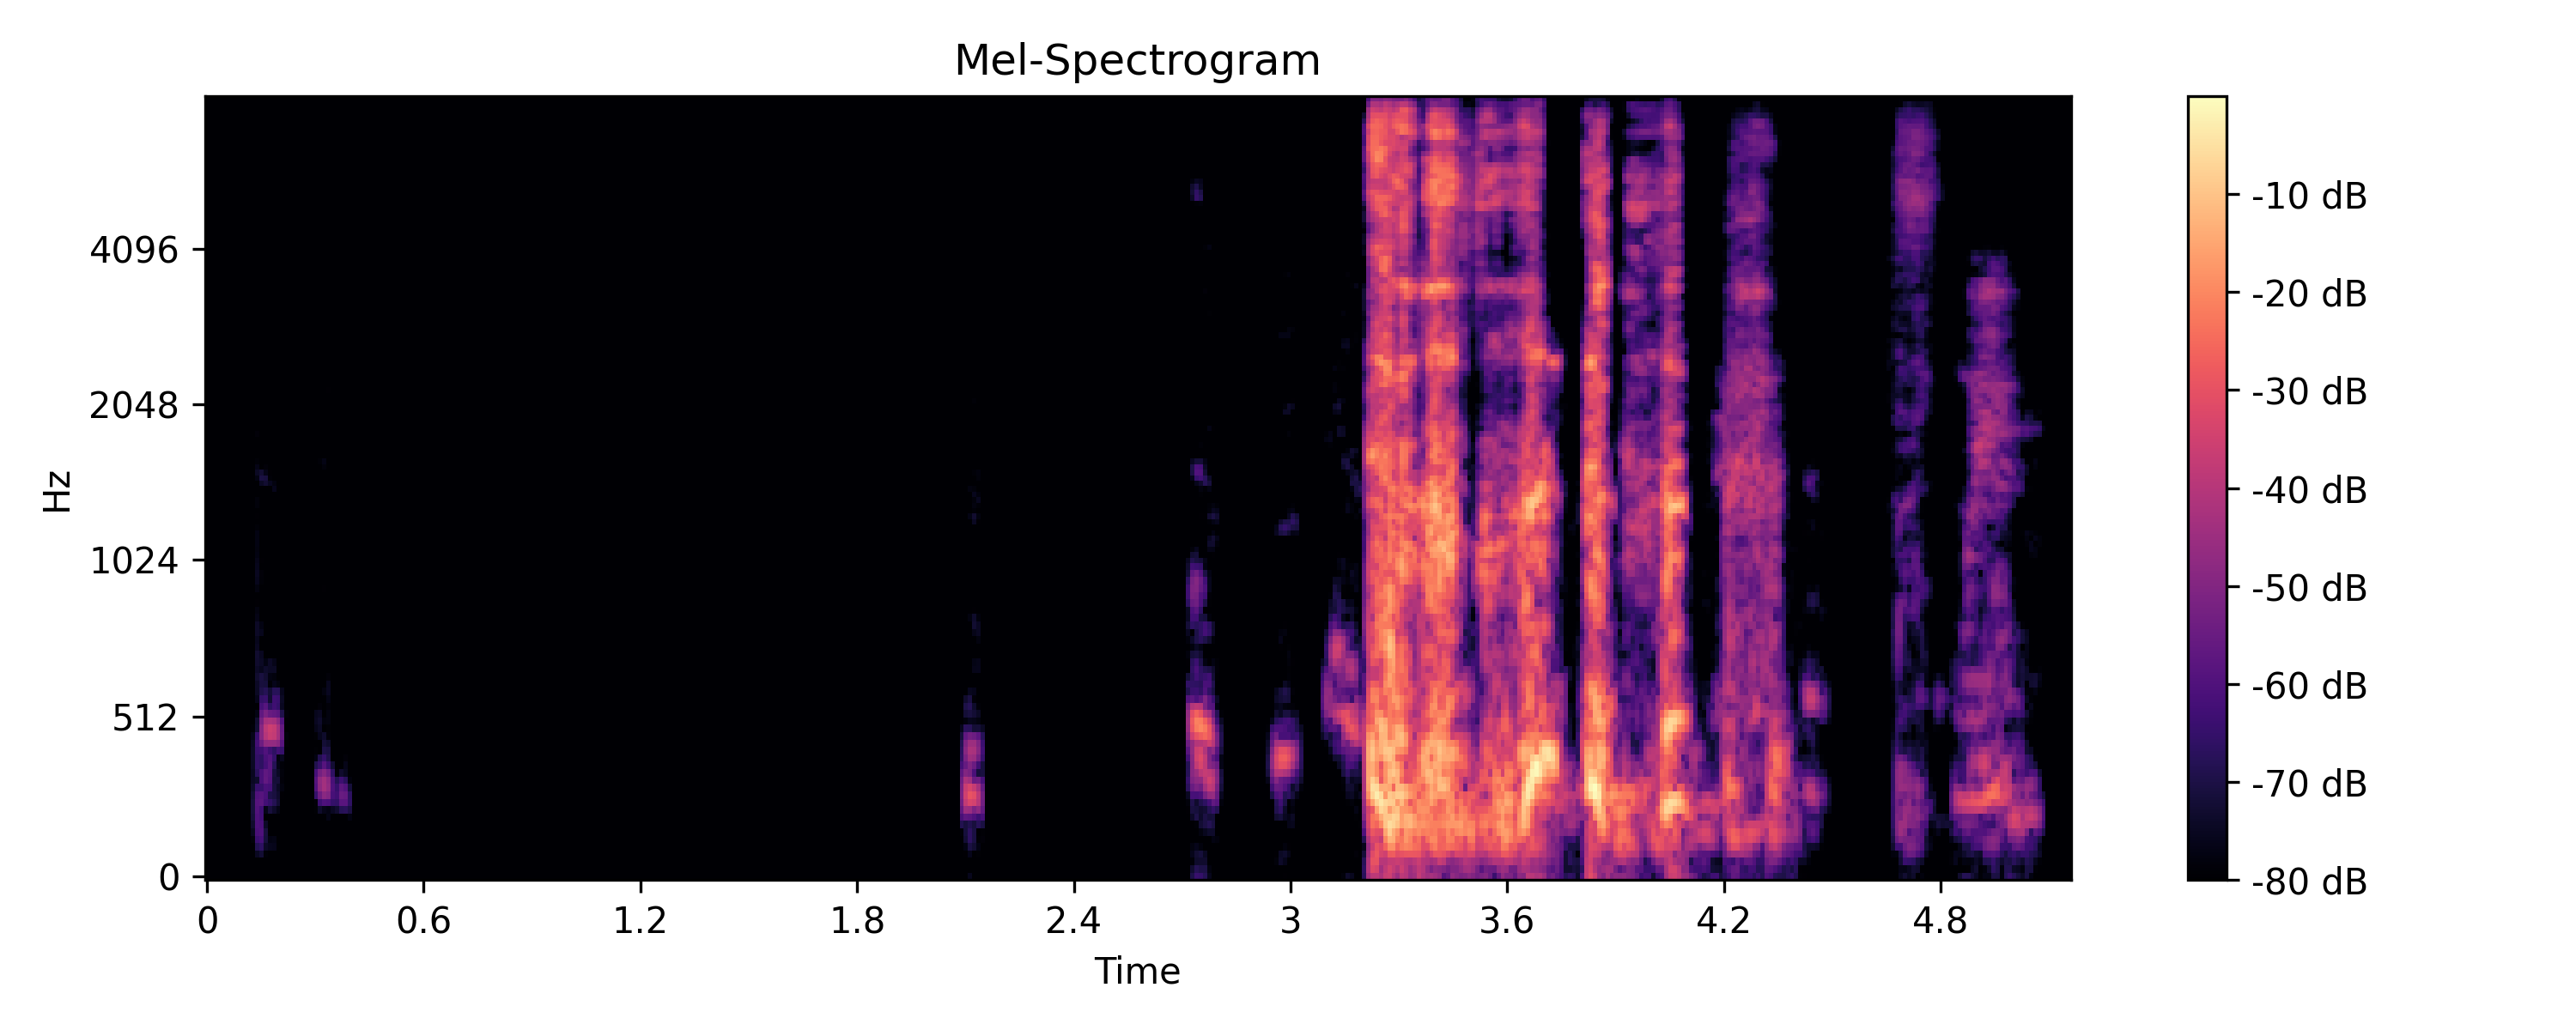 Mel-Spectrogram
Hz
4096
2048
1024
512
0
0 0.6 1.2 1.8 2.4 3 3.6 4.2 4.8
Time
-10 dB
-20 dB
-30 dB
-40 dB
-50 dB
-60 dB
-70 dB
-80 dB